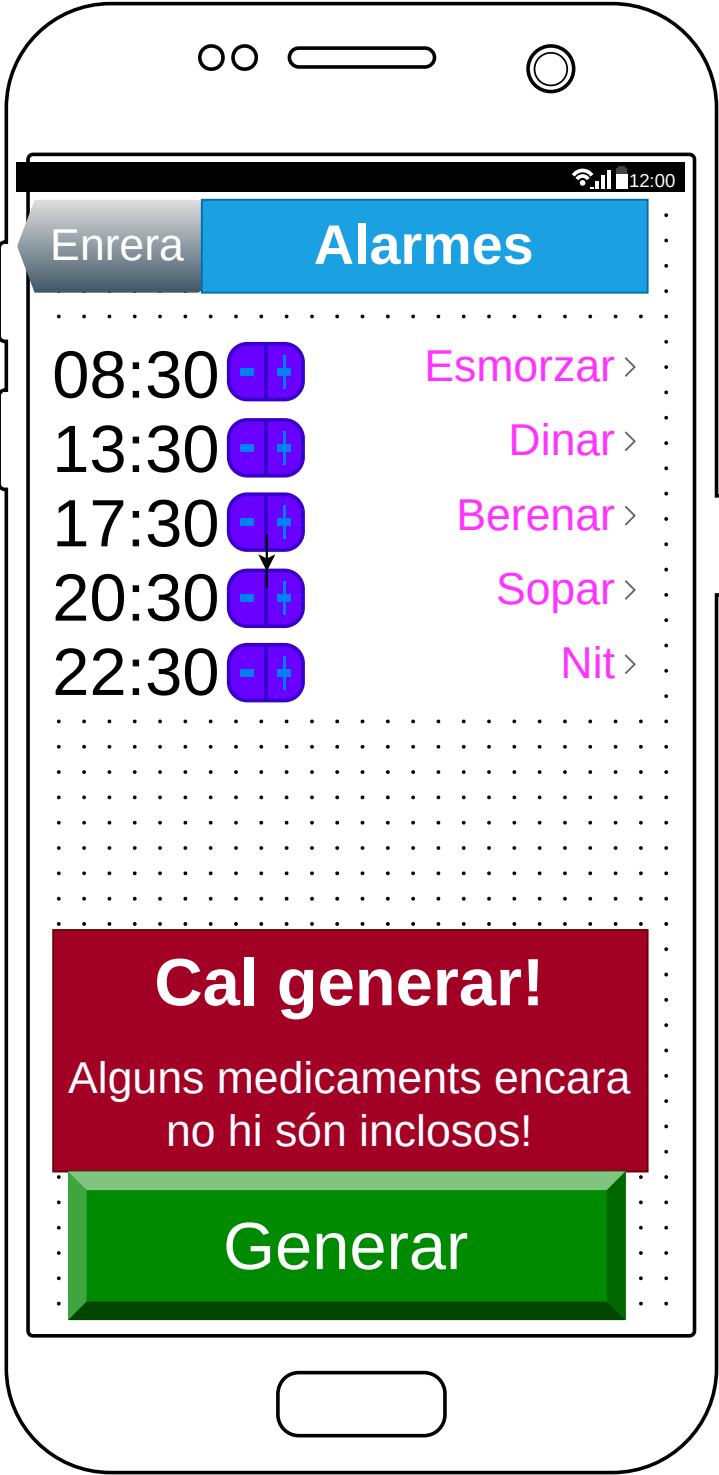 12:00
Enrera
Alarmes
08:30 Esmorzar
13:30 Dinar
17:30 Berenar
20:30 Sopar
22:30 Nit
Cal generar!
Alguns medicaments encara
no hi són inclosos!
Generar